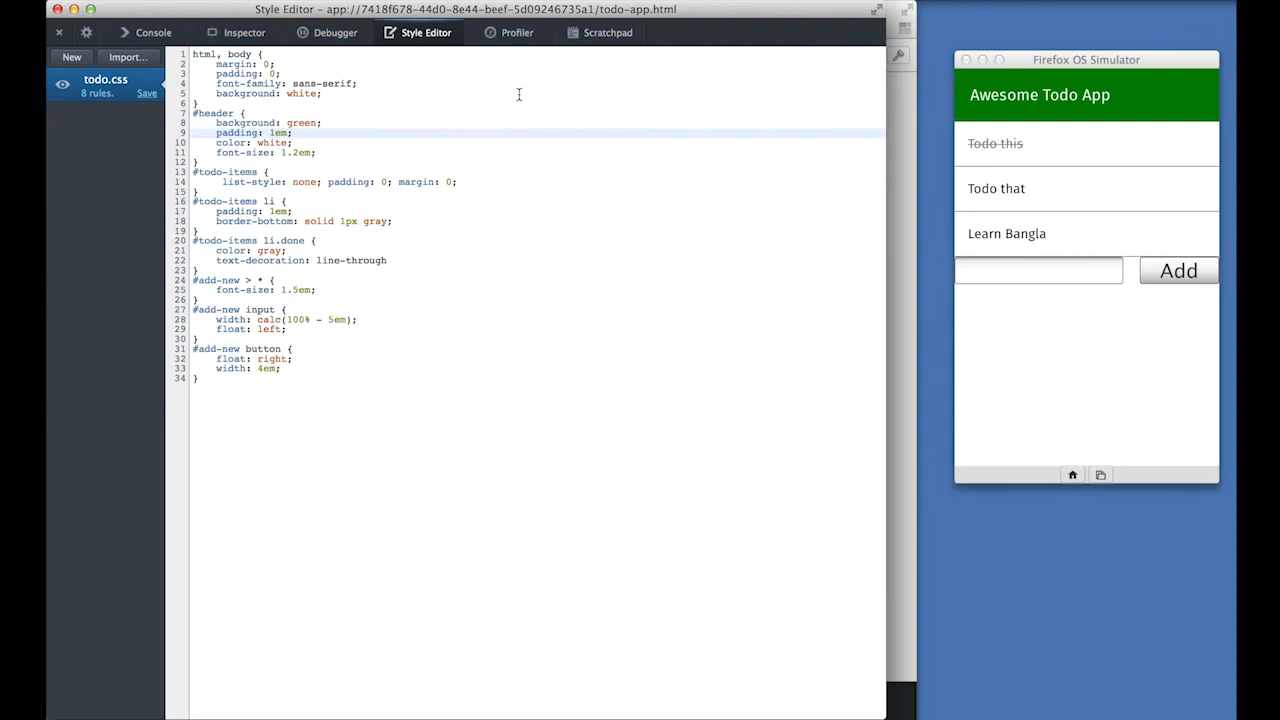 Style Editor - app://7418f678-44d0-8e44-beef-5d09246735a1/todo-app.html
Console
Inspector
Debugger
Style Editor
Profiler
Scratchpad
New
Import...
todo.css
8 rules.
Save
1 html, body {
2 margin: 0;
3 padding: 0;
4 font-family: sans-serif;
5 background: white;
6 }
7 #header {
8 background: green;
9 padding: 1em;
10 color: white;
11 font-size: 1.2em;
12 }
13 #todo-items {
14 list-style: none; padding: 0; margin: 0;
15 }
16 #todo-items li {
17 padding: 1em;
18 border-bottom: solid 1px gray;
19 }
20 #todo-items li.done {
21 color: gray;
22 text-decoration: line-through
23 }
24 #add-new > * {
25 font-size: 1.5em;
26 }
27 #add-new input {
28 width: calc(100% - 5em);
29 float: left;
30 }
31 #add-new button {
32 float: right;
33 width: 4em;
34 }
Firefox OS Simulator
Awesome Todo App
Todo this
Todo that
Learn Bangla
Add